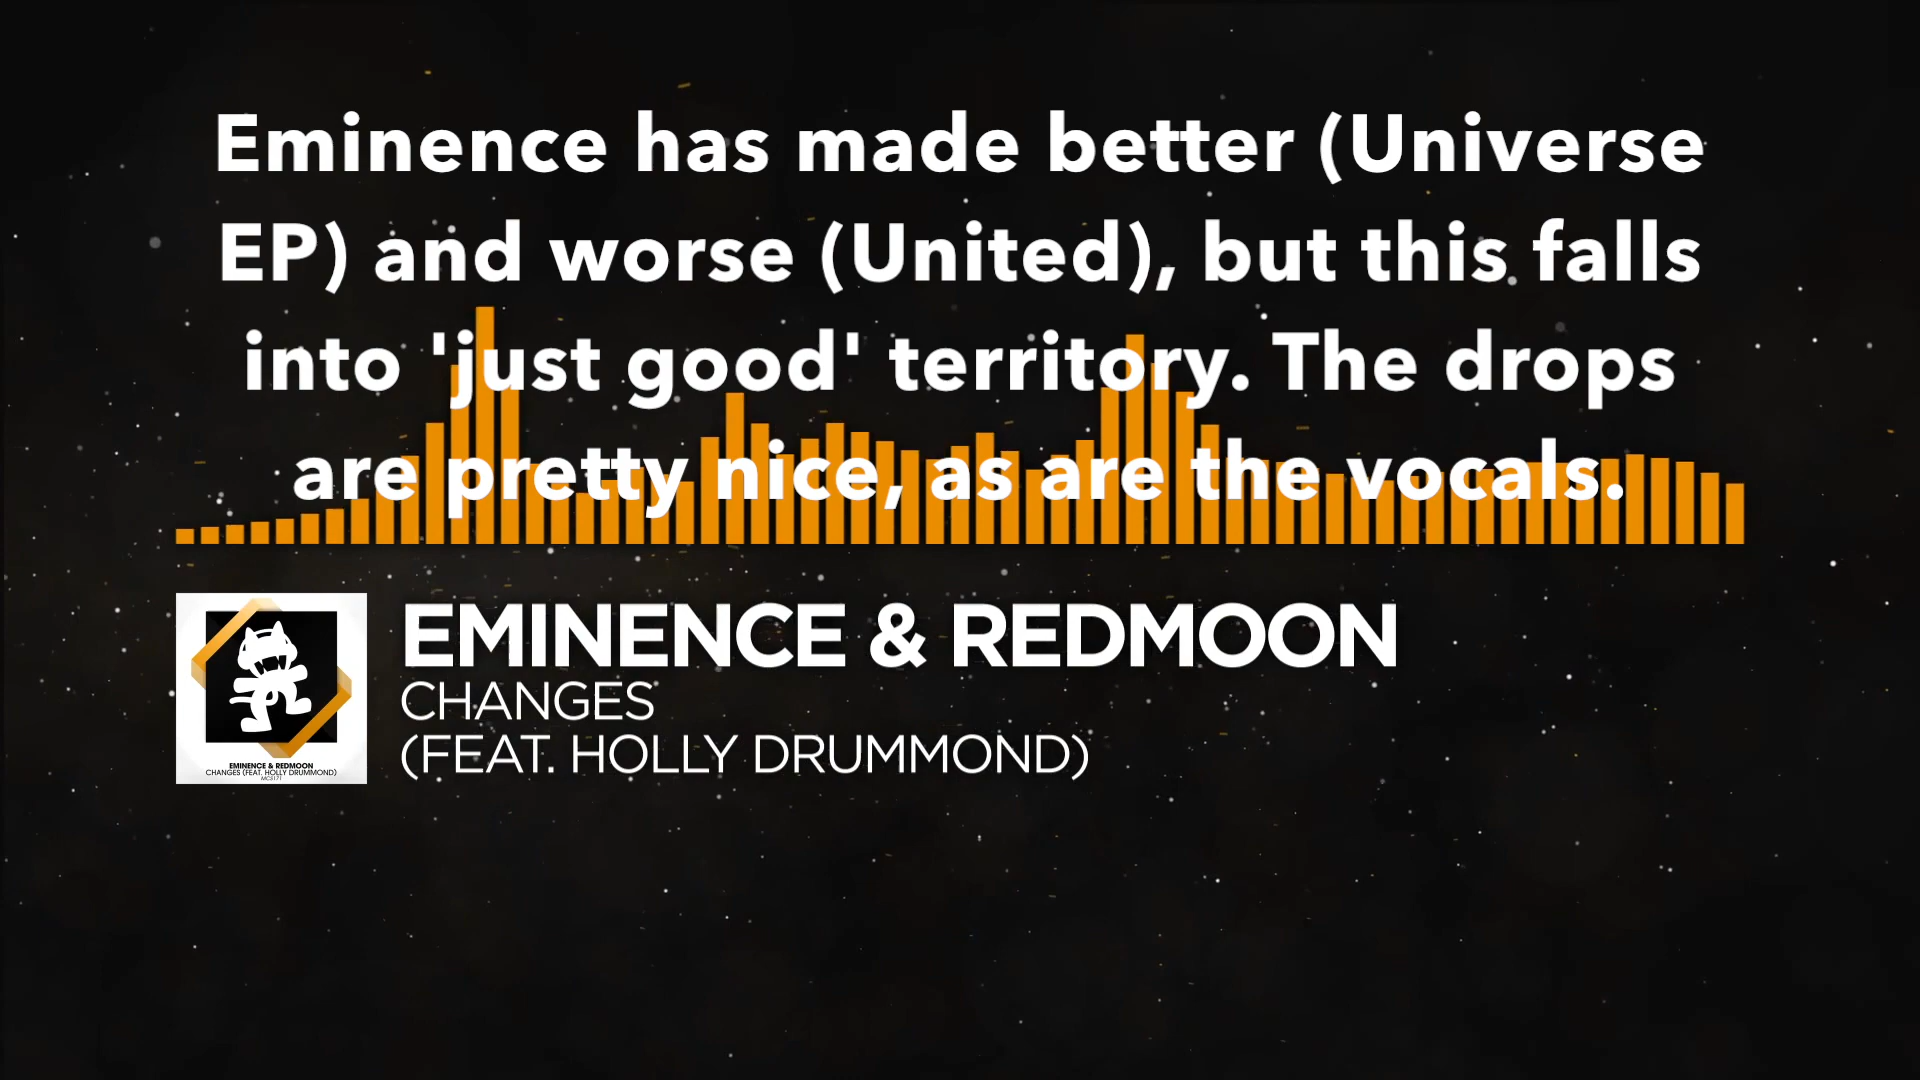 Eminence has made better (Universe
EP) and worse (United), but this falls
into 'just good' territory. The drops
are pretty nice, as are the vocals.
EMINENCE & REDMOON
CHANGES
(FEAT. HOLLY DRUMMOND)
EMINENCE & REDMOON
CHANGES (FEAT. HOLLY DRUMMOND)
MCS171